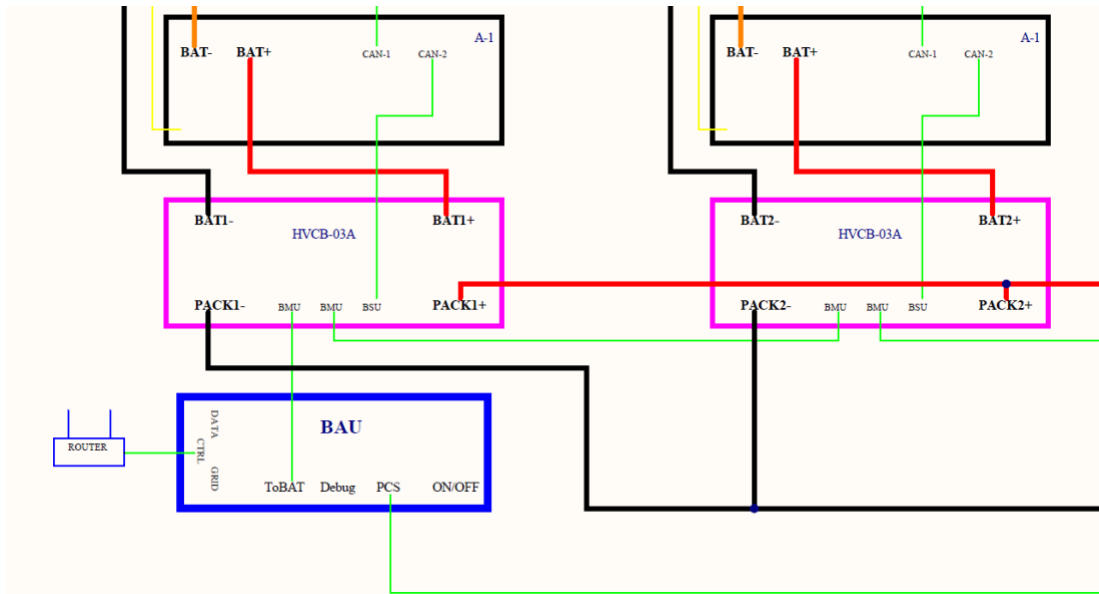 A-1
BAT- BAT+ CAN-1 CAN-2
A-1
BAT- BAT+ CAN-1 CAN-2
BAT1- BAT1+
HVCB-03A
PACK1- BMU BMU BSU PACK1+
BAT2- BAT2+
HVCB-03A
PACK2- BMU BMU BSU PACK2+
ROUTER
BAU
DATA
CTRL
GRID
ToBAT Debug PCS ON/OFF